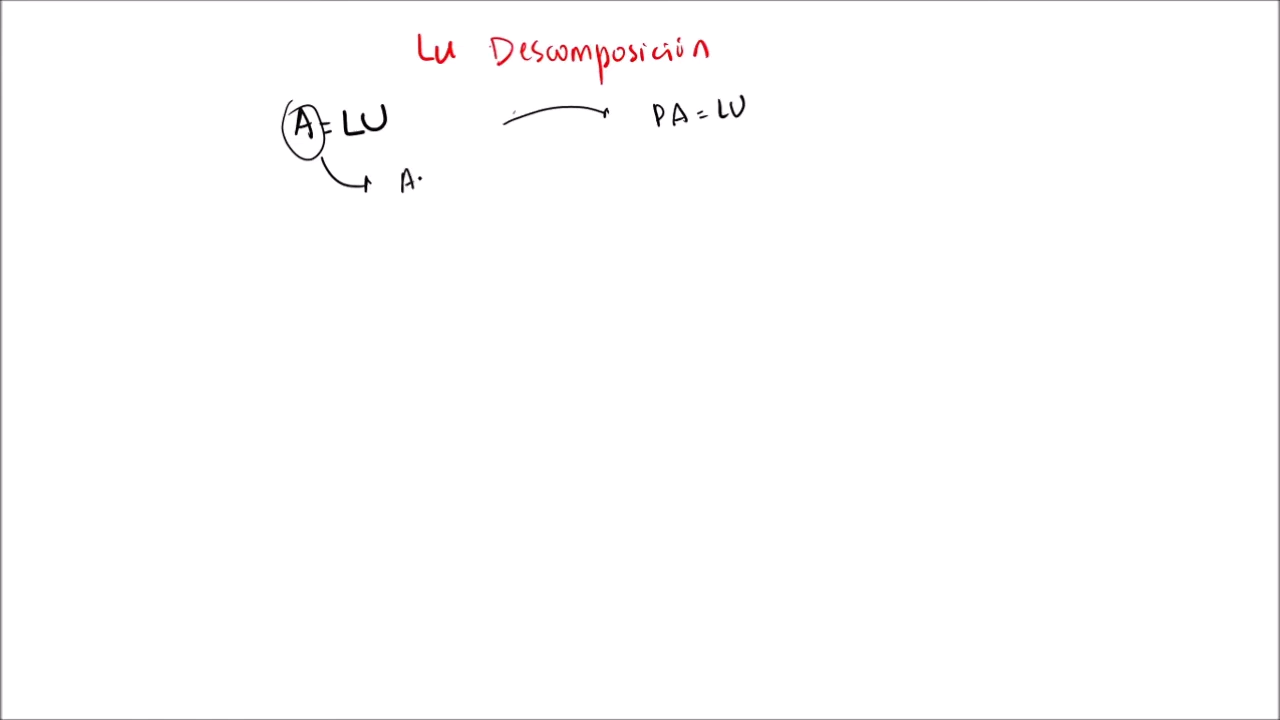 Lu Descomposición
A = LU PA = LU
A·